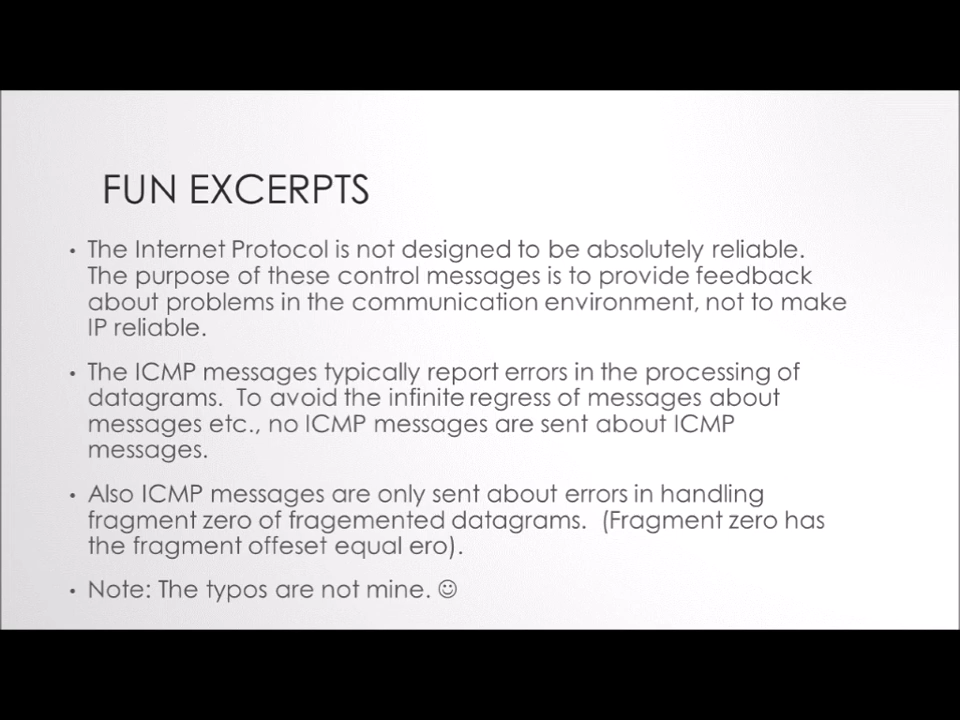 FUN EXCERPTS
• The Internet Protocol is not designed to be absolutely reliable.
The purpose of these control messages is to provide feedback
about problems in the communication environment, not to make
IP reliable.
• The ICMP messages typically report errors in the processing of
datagrams.  To avoid the infinite regress of messages about
messages etc., no ICMP messages are sent about ICMP
messages.
• Also ICMP messages are only sent about errors in handling
fragment zero of fragemented datagrams.  (Fragment zero has
the fragment offeset equal ero).
• Note: The typos are not mine. ☺